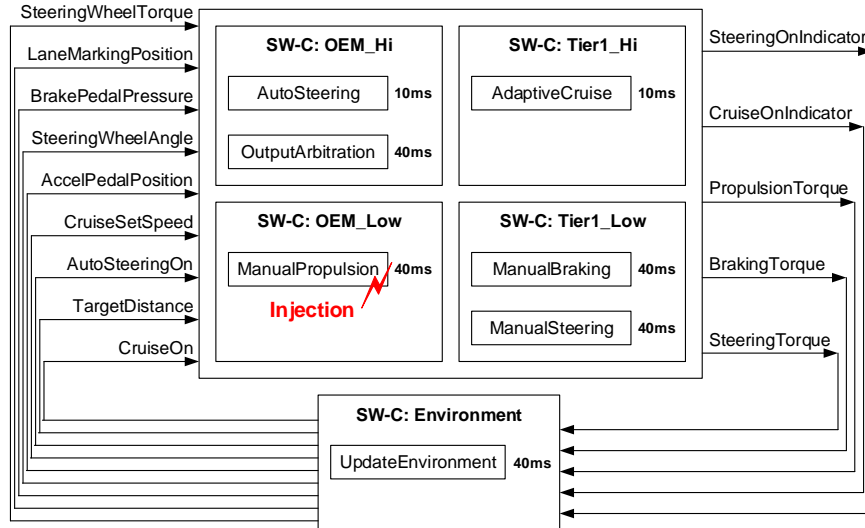 SteeringWheelTorque
LaneMarkingPosition
BrakePedalPressure
SteeringWheelAngle
AccelPedalPosition
CruiseSetSpeed
AutoSteeringOn
TargetDistance
CruiseOn
SW-C: OEM_Hi
AutoSteering 10ms
OutputArbitration 40ms
SW-C: Tier1_Hi
AdaptiveCruise 10ms
SW-C: OEM_Low
ManualPropulsion 40ms
Injection
SW-C: Tier1_Low
ManualBraking 40ms
ManualSteering 40ms
SteeringOnIndicator
CruiseOnIndicator
PropulsionTorque
BrakingTorque
SteeringTorque
SW-C: Environment
UpdateEnvironment 40ms